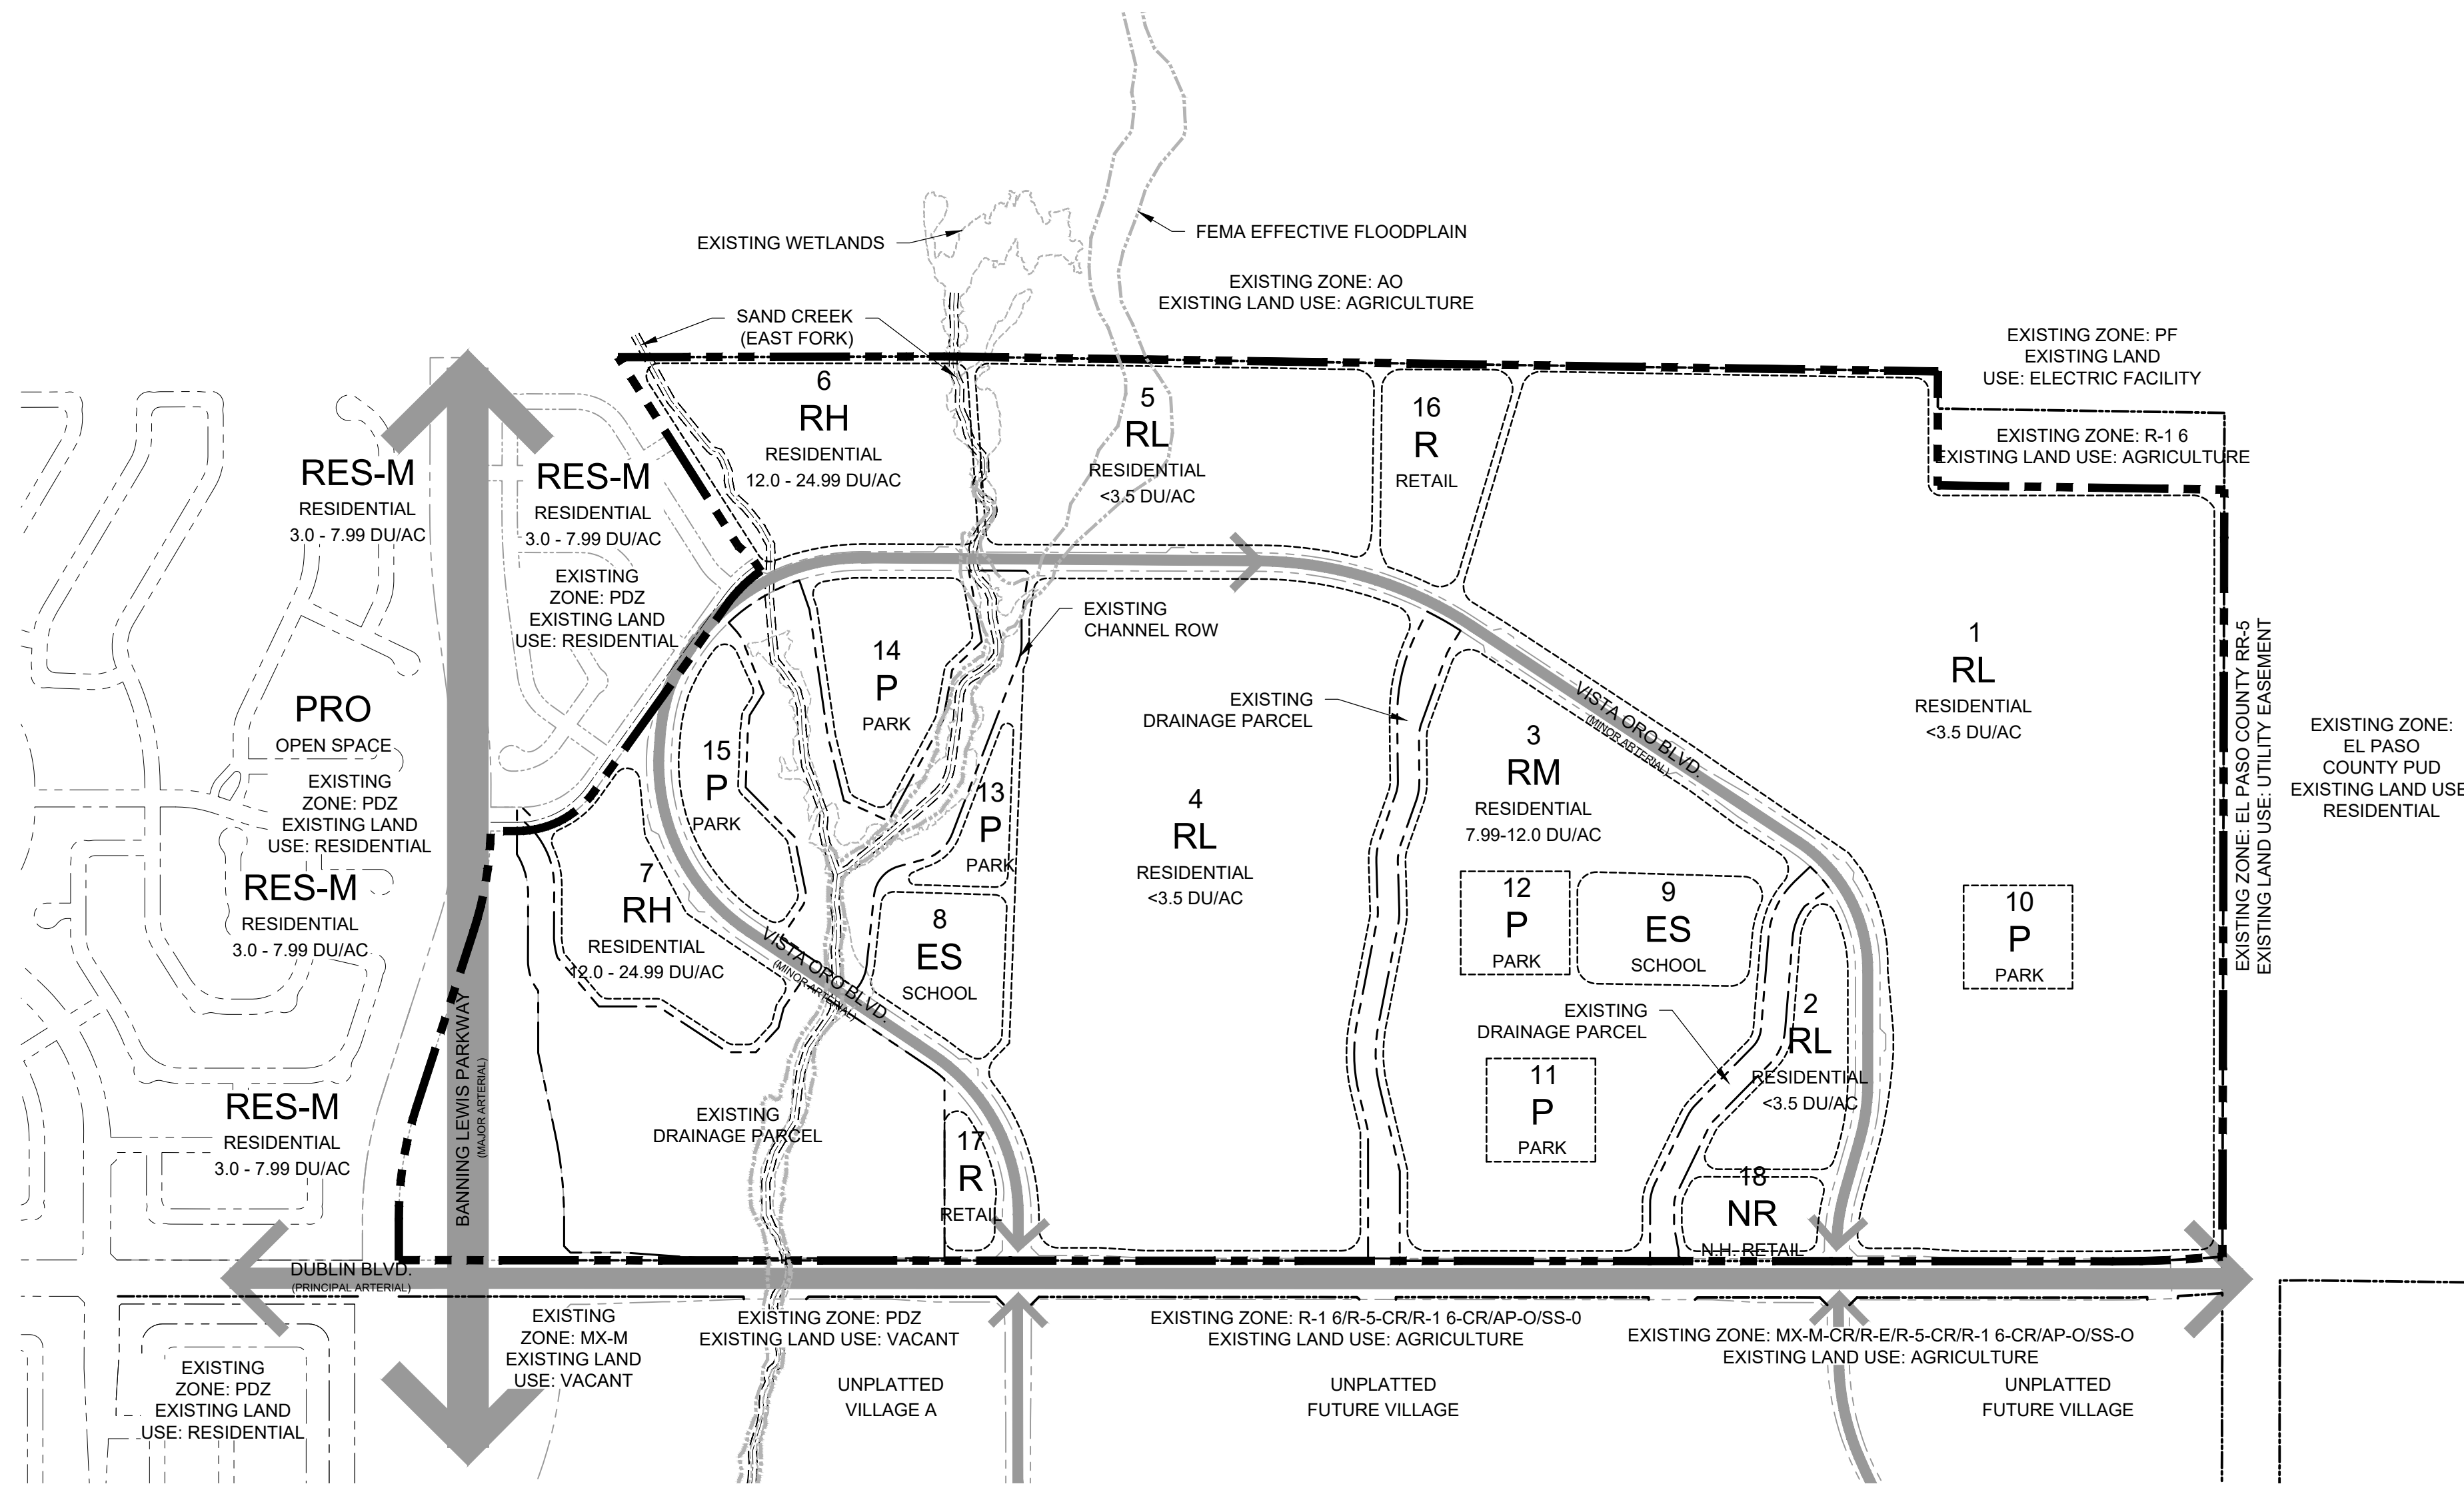 EXISTING WETLANDS
FEMA EFFECTIVE FLOODPLAIN
EXISTING ZONE: AO
EXISTING LAND USE: AGRICULTURE
SAND CREEK
(EAST FORK)
EXISTING ZONE: PF
EXISTING LAND
USE: ELECTRIC FACILITY
EXISTING ZONE: R-1 6
EXISTING LAND USE: AGRICULTURE
6
RH
RESIDENTIAL
12.0 - 24.99 DU/AC
5
RL
RESIDENTIAL
<3.5 DU/AC
16
R
RETAIL
RES-M
RESIDENTIAL
3.0 - 7.99 DU/AC
RES-M
RESIDENTIAL
3.0 - 7.99 DU/AC
EXISTING
ZONE: PDZ
EXISTING LAND
USE: RESIDENTIAL
EXISTING
CHANNEL ROW
14
P
PARK
1
RL
RESIDENTIAL
<3.5 DU/AC
EXISTING ZONE: EL PASO COUNTY RR-5
EXISTING LAND USE: UTILITY EASEMENT
EXISTING
DRAINAGE PARCEL
VISTA ORO BLVD.
(MINOR ARTERIAL)
PRO
OPEN SPACE
EXISTING
ZONE: PDZ
EXISTING LAND
USE: RESIDENTIAL
15
P
PARK
13
P
PARK
4
RL
RESIDENTIAL
<3.5 DU/AC
3
RM
RESIDENTIAL
7.99-12.0 DU/AC
EXISTING ZONE:
EL PASO
COUNTY PUD
EXISTING LAND USE
RESIDENTIAL
RES-M
RESIDENTIAL
3.0 - 7.99 DU/AC
7
RH
RESIDENTIAL
12.0 - 24.99 DU/AC
VISTA ORO BLVD.
(MINOR ARTERIAL)
8
ES
SCHOOL
12
P
PARK
9
ES
SCHOOL
10
P
PARK
EXISTING
DRAINAGE PARCEL
2
RL
RESIDENTIAL
<3.5 DU/AC
11
P
PARK
BANNING LEWIS PARKWAY
(MAJOR ARTERIAL)
RES-M
RESIDENTIAL
3.0 - 7.99 DU/AC
EXISTING
DRAINAGE PARCEL
17
R
RETAIL
18
NR
N.H. RETAIL
DUBLIN BLVD.
(PRINCIPAL ARTERIAL)
EXISTING
ZONE: PDZ
EXISTING LAND
USE: RESIDENTIAL
EXISTING
ZONE: MX-M
EXISTING LAND
USE: VACANT
EXISTING ZONE: PDZ
EXISTING LAND USE: VACANT
UNPLATTED
VILLAGE A
EXISTING ZONE: R-1 6/R-5-CR/R-1 6-CR/AP-O/SS-0
EXISTING LAND USE: AGRICULTURE
UNPLATTED
FUTURE VILLAGE
EXISTING ZONE: MX-M-CR/R-E/R-5-CR/R-1 6-CR/AP-O/SS-O
EXISTING LAND USE: AGRICULTURE
UNPLATTED
FUTURE VILLAGE